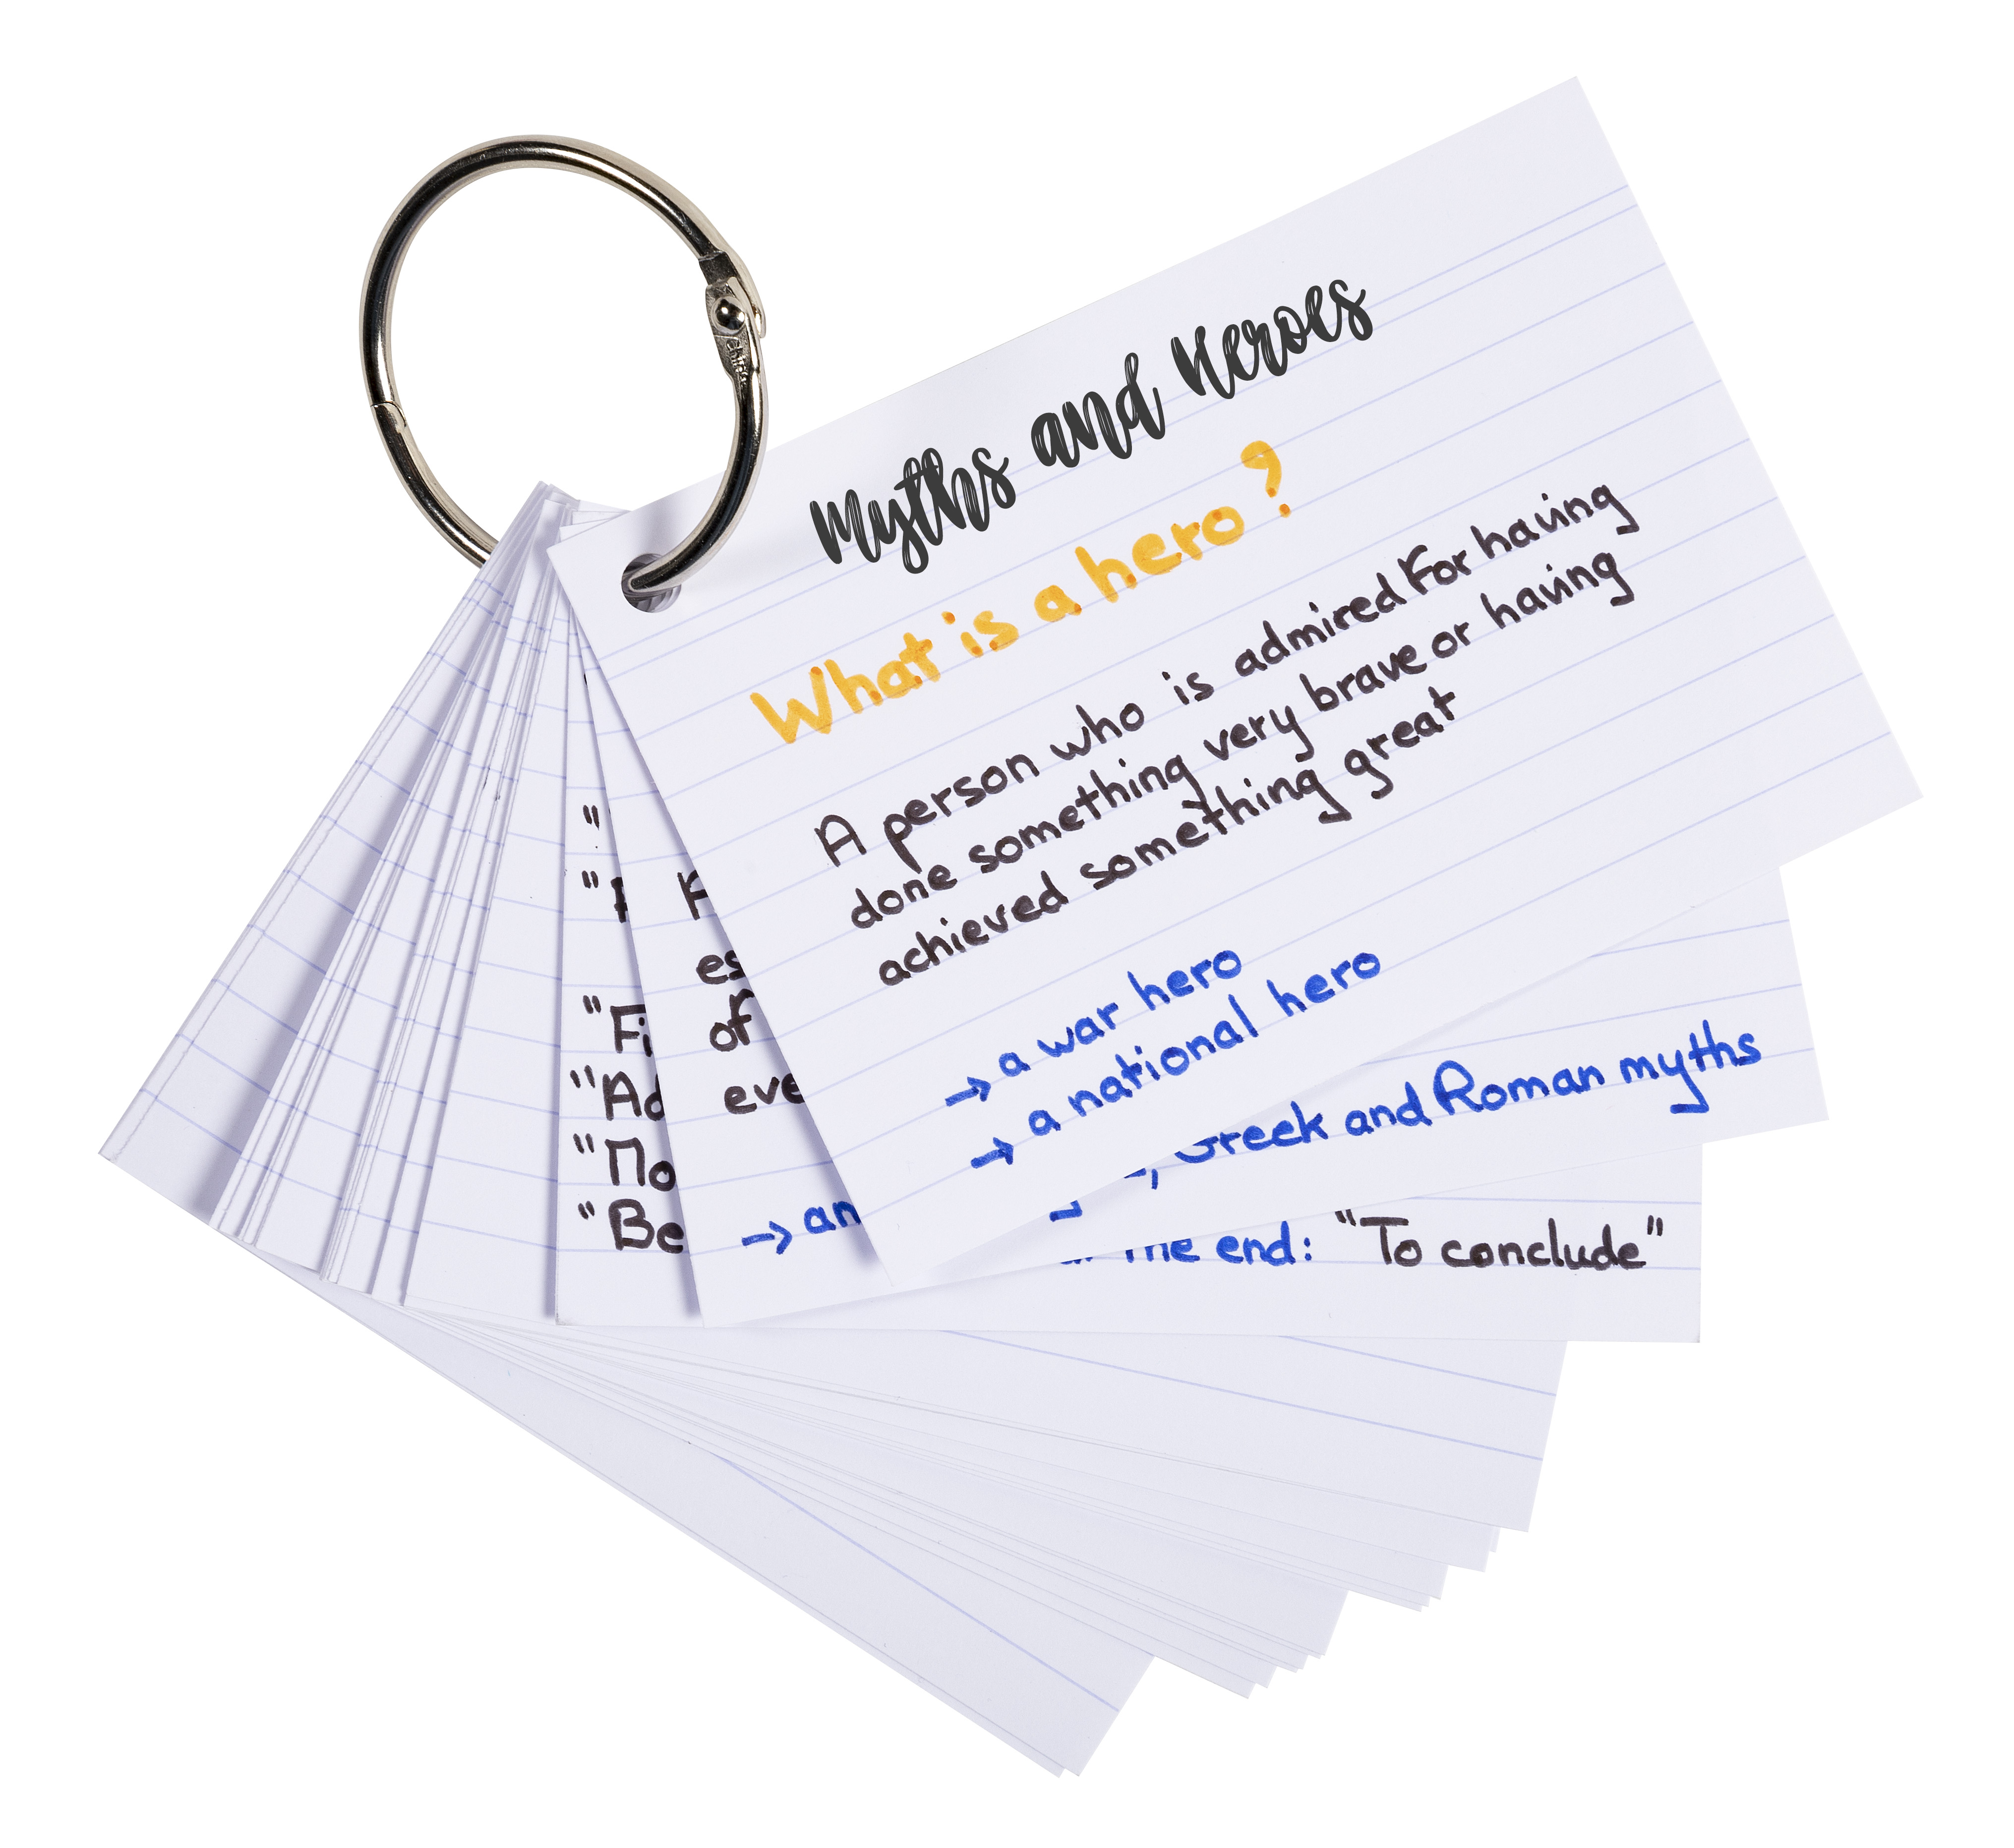 Myths and Heroes
What is a hero?
A person who is admired For having
done something very brave or having
achieved something great
→ a war hero
→ a national hero
es
of
eve
→ an
, Greek and Roman myths
"
"
"Fi
"Ad
"No
"Be
the end: "To conclude"